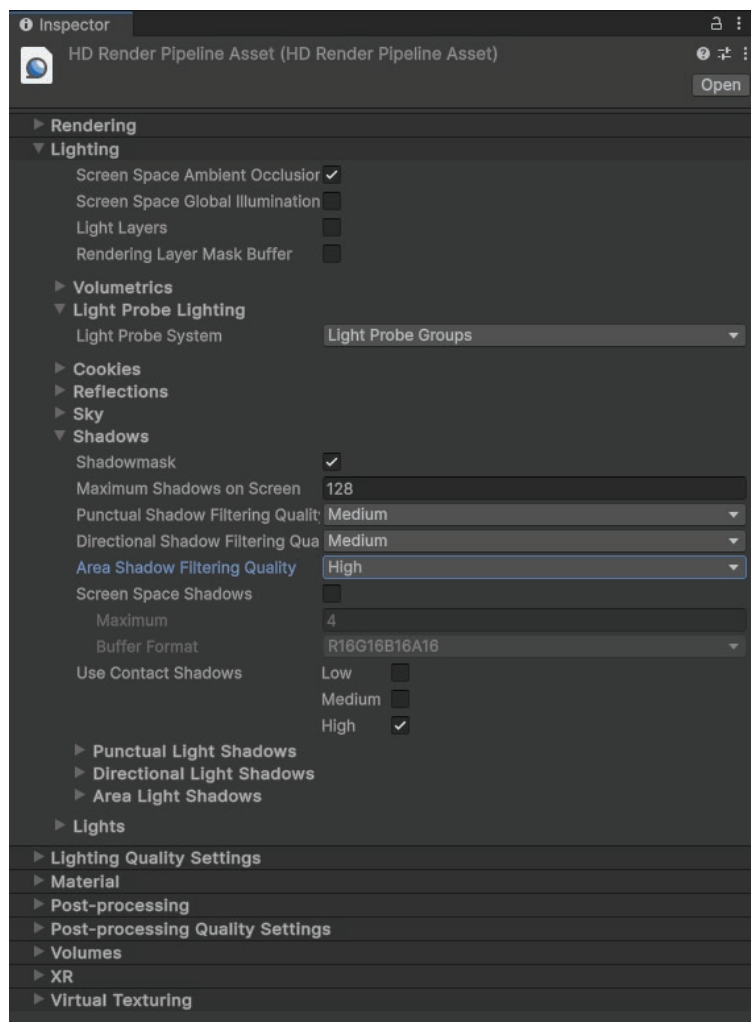 Inspector
HD Render Pipeline Asset (HD Render Pipeline Asset)
Open
Rendering
Lighting
Screen Space Ambient Occlusior
Screen Space Global Illumination
Light Layers
Rendering Layer Mask Buffer
Volumetrics
Light Probe Lighting
Light Probe System Light Probe Groups
Cookies
Reflections
Sky
Shadows
Shadowmask
Maximum Shadows on Screen 128
Punctual Shadow Filtering Qualit Medium
Directional Shadow Filtering Qua Medium
Area Shadow Filtering Quality High
Screen Space Shadows
Maximum 4
Buffer Format R16G16B16A16
Use Contact Shadows Low
Medium
High
Punctual Light Shadows
Directional Light Shadows
Area Light Shadows
Lights
Lighting Quality Settings
Material
Post-processing
Post-processing Quality Settings
Volumes
XR
Virtual Texturing